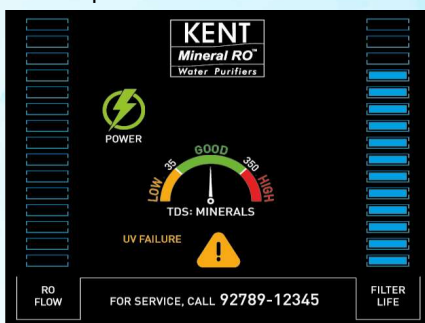 KENT
Mineral RO™
Water Purifiers
POWER
LOW 35 GOOD 350 HIGH
TDS: MINERALS
UV FAILURE
!
RO
FLOW
FOR SERVICE, CALL 92789-12345
FILTER
LIFE